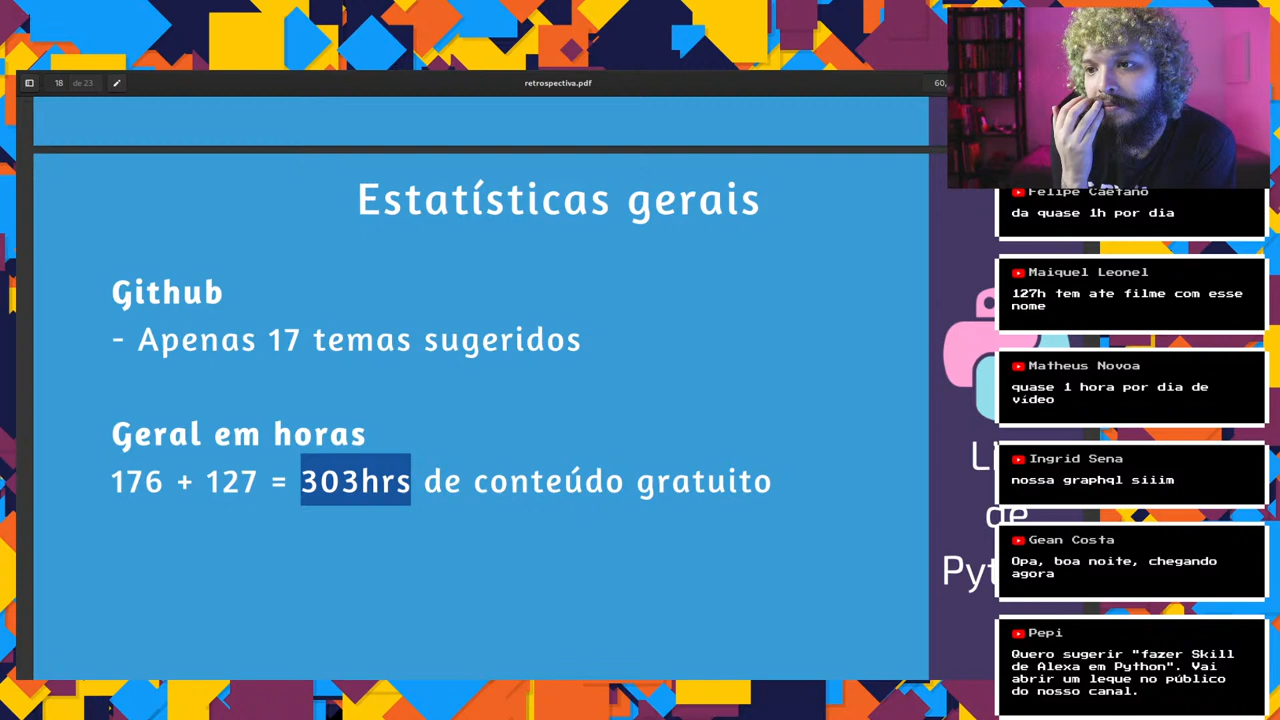 18
de 23
retrospectiva.pdf
60,
Estatísticas gerais
Github
- Apenas 17 temas sugeridos
Geral em horas
176 + 127 = 303hrs de conteúdo gratuito
Li
de
Pyt
Felipe Caetano
da quase 1h por dia
Maiquel Leonel
127h tem ate filme com esse
nome
Matheus Novoa
quase 1 hora por dia de
vídeo
Ingrid Sena
nossa graphql siiim
Gean Costa
Opa, boa noite, chegando
agora
Pepi
Quero sugerir "fazer Skill
de Alexa em Python". Vai
abrir um leque no público
do nosso canal.